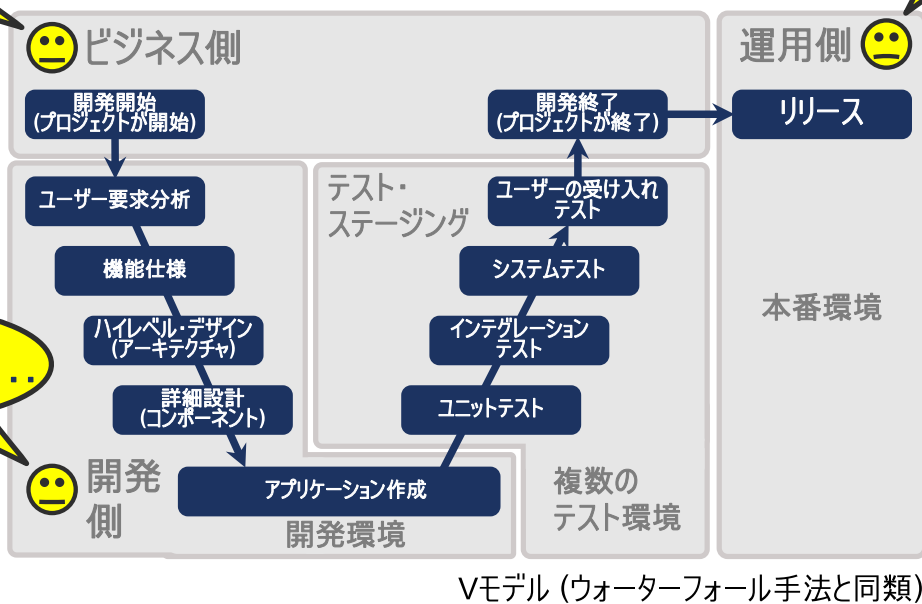 ビジネス側
運用側
開発開始
(プロジェクトが開始)
開発終了
(プロジェクトが終了)
リリース
ユーザー要求分析
テスト・
ステージング
ユーザーの受け入れ
テスト
機能仕様
システムテスト
本番環境
ハイレベル・デザイン
(アーキテクチャ)
インテグレーション
テスト
..
詳細設計
(コンポーネント)
ユニットテスト
開発
側
アプリケーション作成
複数の
テスト環境
開発環境
Vモデル (ウォーターフォール手法と同類)